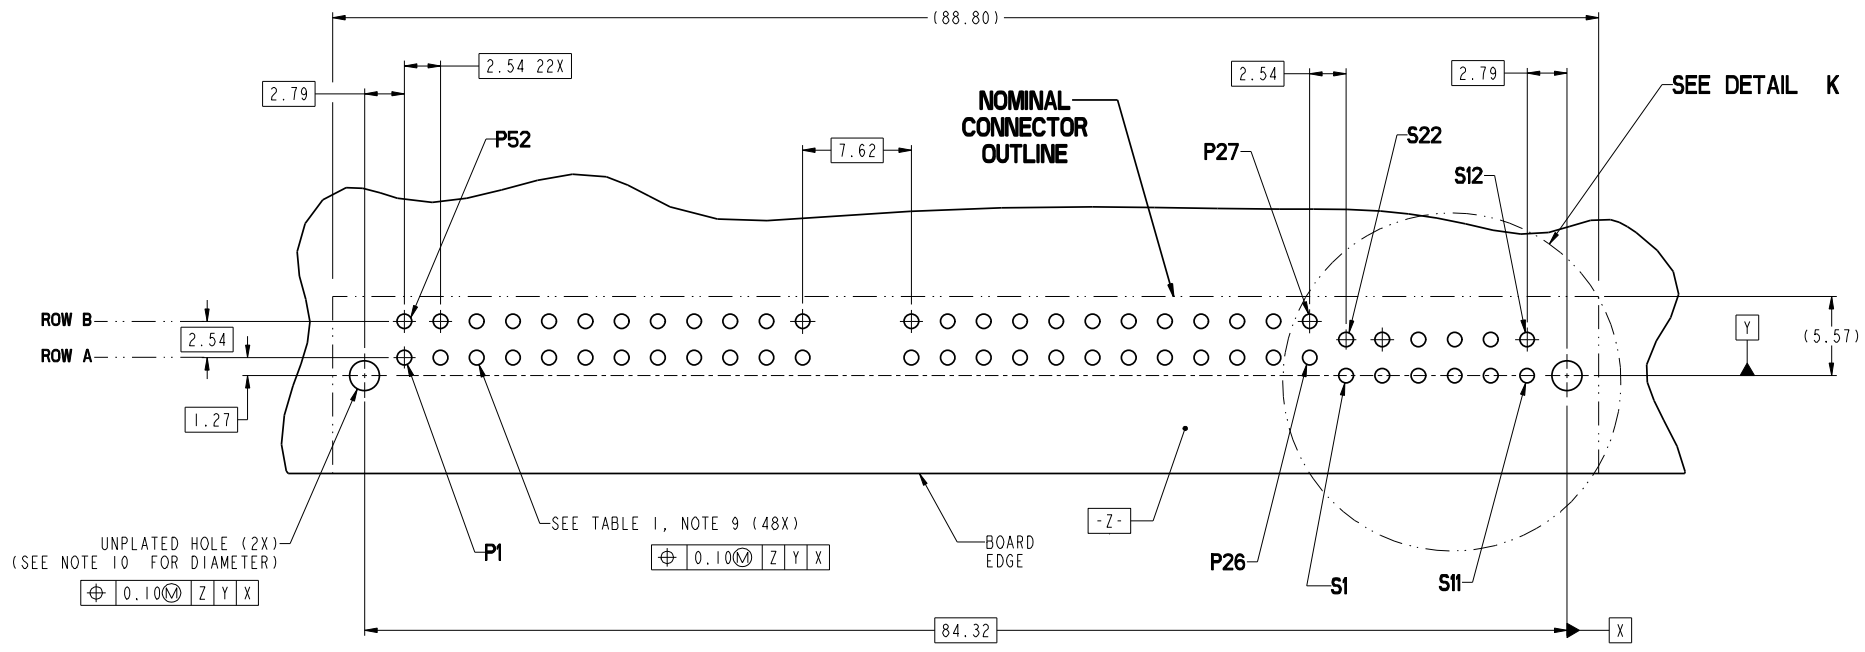 (88.80)
2.54 22X
2.54
2.79
2.79
SEE DETAIL K
NOMINAL
CONNECTOR
OUTLINE
P52
7.62
P27
S22
S12
ROW B
2.54
ROW A
Y
(5.57)
1.27
-Z-
SEE TABLE 1, NOTE 9 (48X)
⌖ 0.10Ⓜ Z Y X
UNPLATED HOLE (2X)
(SEE NOTE 10 FOR DIAMETER)
⌖ 0.10Ⓜ Z Y X
P1
BOARD
EDGE
P26
S1
S11
84.32
X